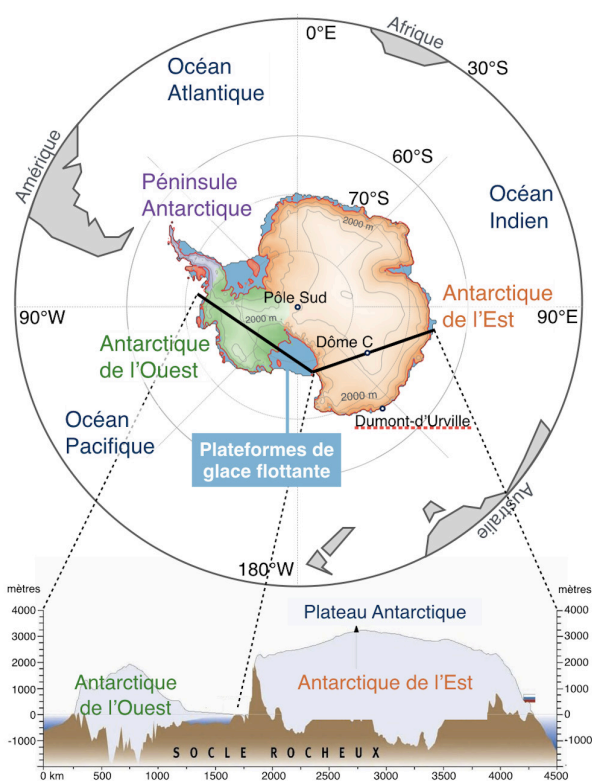 0°E
Afrique
30°S
Océan
Atlantique
Amérique
60°S
Péninsule
Antarctique
70°S
2000 m
Océan
Indien
Pôle Sud
Antarctique
de l'Est
90°W
90°E
2000 m
Dôme C
Antarctique
de l'Ouest
2000 m
Dumont-d'Urville
Océan
Pacifique
Plateformes de
glace flottante
Australie
180°W
mètres
mètres
4000
4000
Plateau Antarctique
3000
3000
2000
2000
Antarctique
de l'Ouest
Antarctique de l'Est
1000
1000
0
0
-1000
-1000
SOCLE ROCHEUX
0 km
500
1000
1500
2000
2500
3000
3500
4000
4500